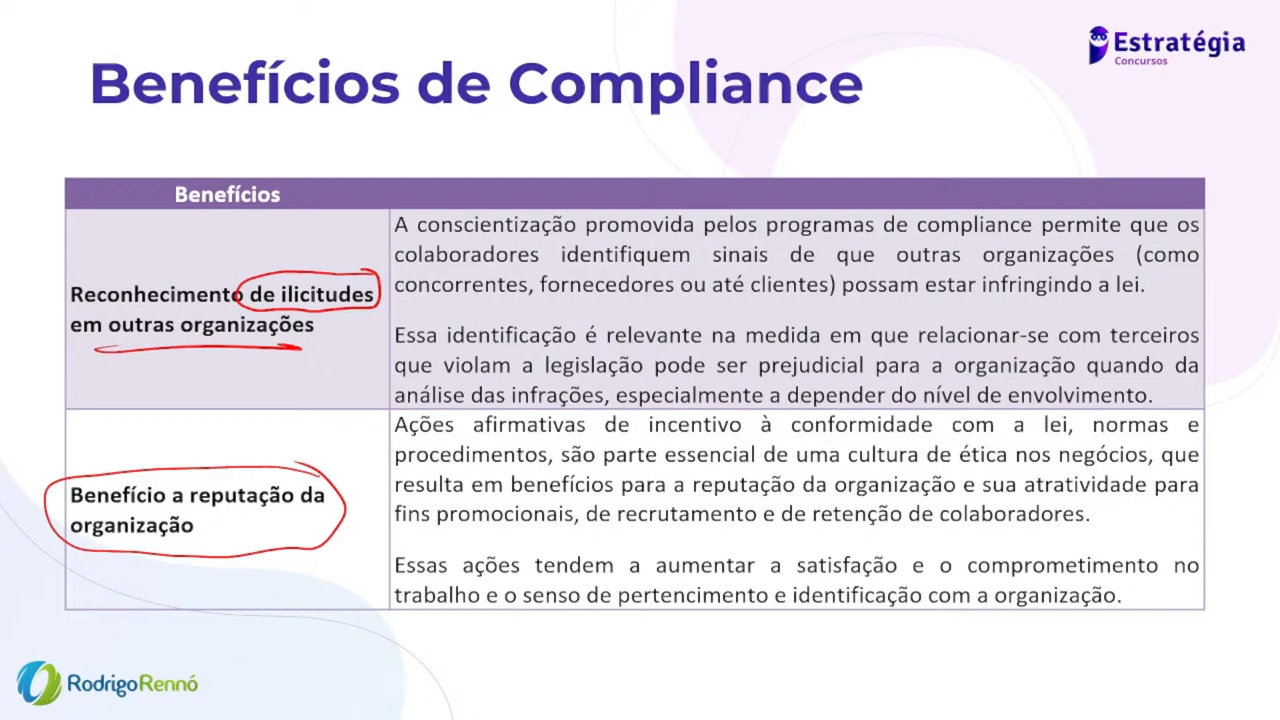 Estratégia
Concursos
Benefícios de Compliance
Benefícios
Reconhecimento de ilicitudes
em outras organizações
A conscientização promovida pelos programas de compliance permite que os
colaboradores identifiquem sinais de que outras organizações (como
concorrentes, fornecedores ou até clientes) possam estar infringindo a lei.
Essa identificação é relevante na medida em que relacionar-se com terceiros
que violam a legislação pode ser prejudicial para a organização quando da
análise das infrações, especialmente a depender do nível de envolvimento.
Benefício a reputação da
organização
Ações afirmativas de incentivo à conformidade com a lei, normas e
procedimentos, são parte essencial de uma cultura de ética nos negócios, que
resulta em benefícios para a reputação da organização e sua atratividade para
fins promocionais, de recrutamento e de retenção de colaboradores.
Essas ações tendem a aumentar a satisfação e o comprometimento no
trabalho e o senso de pertencimento e identificação com a organização.
RodrigoRennó